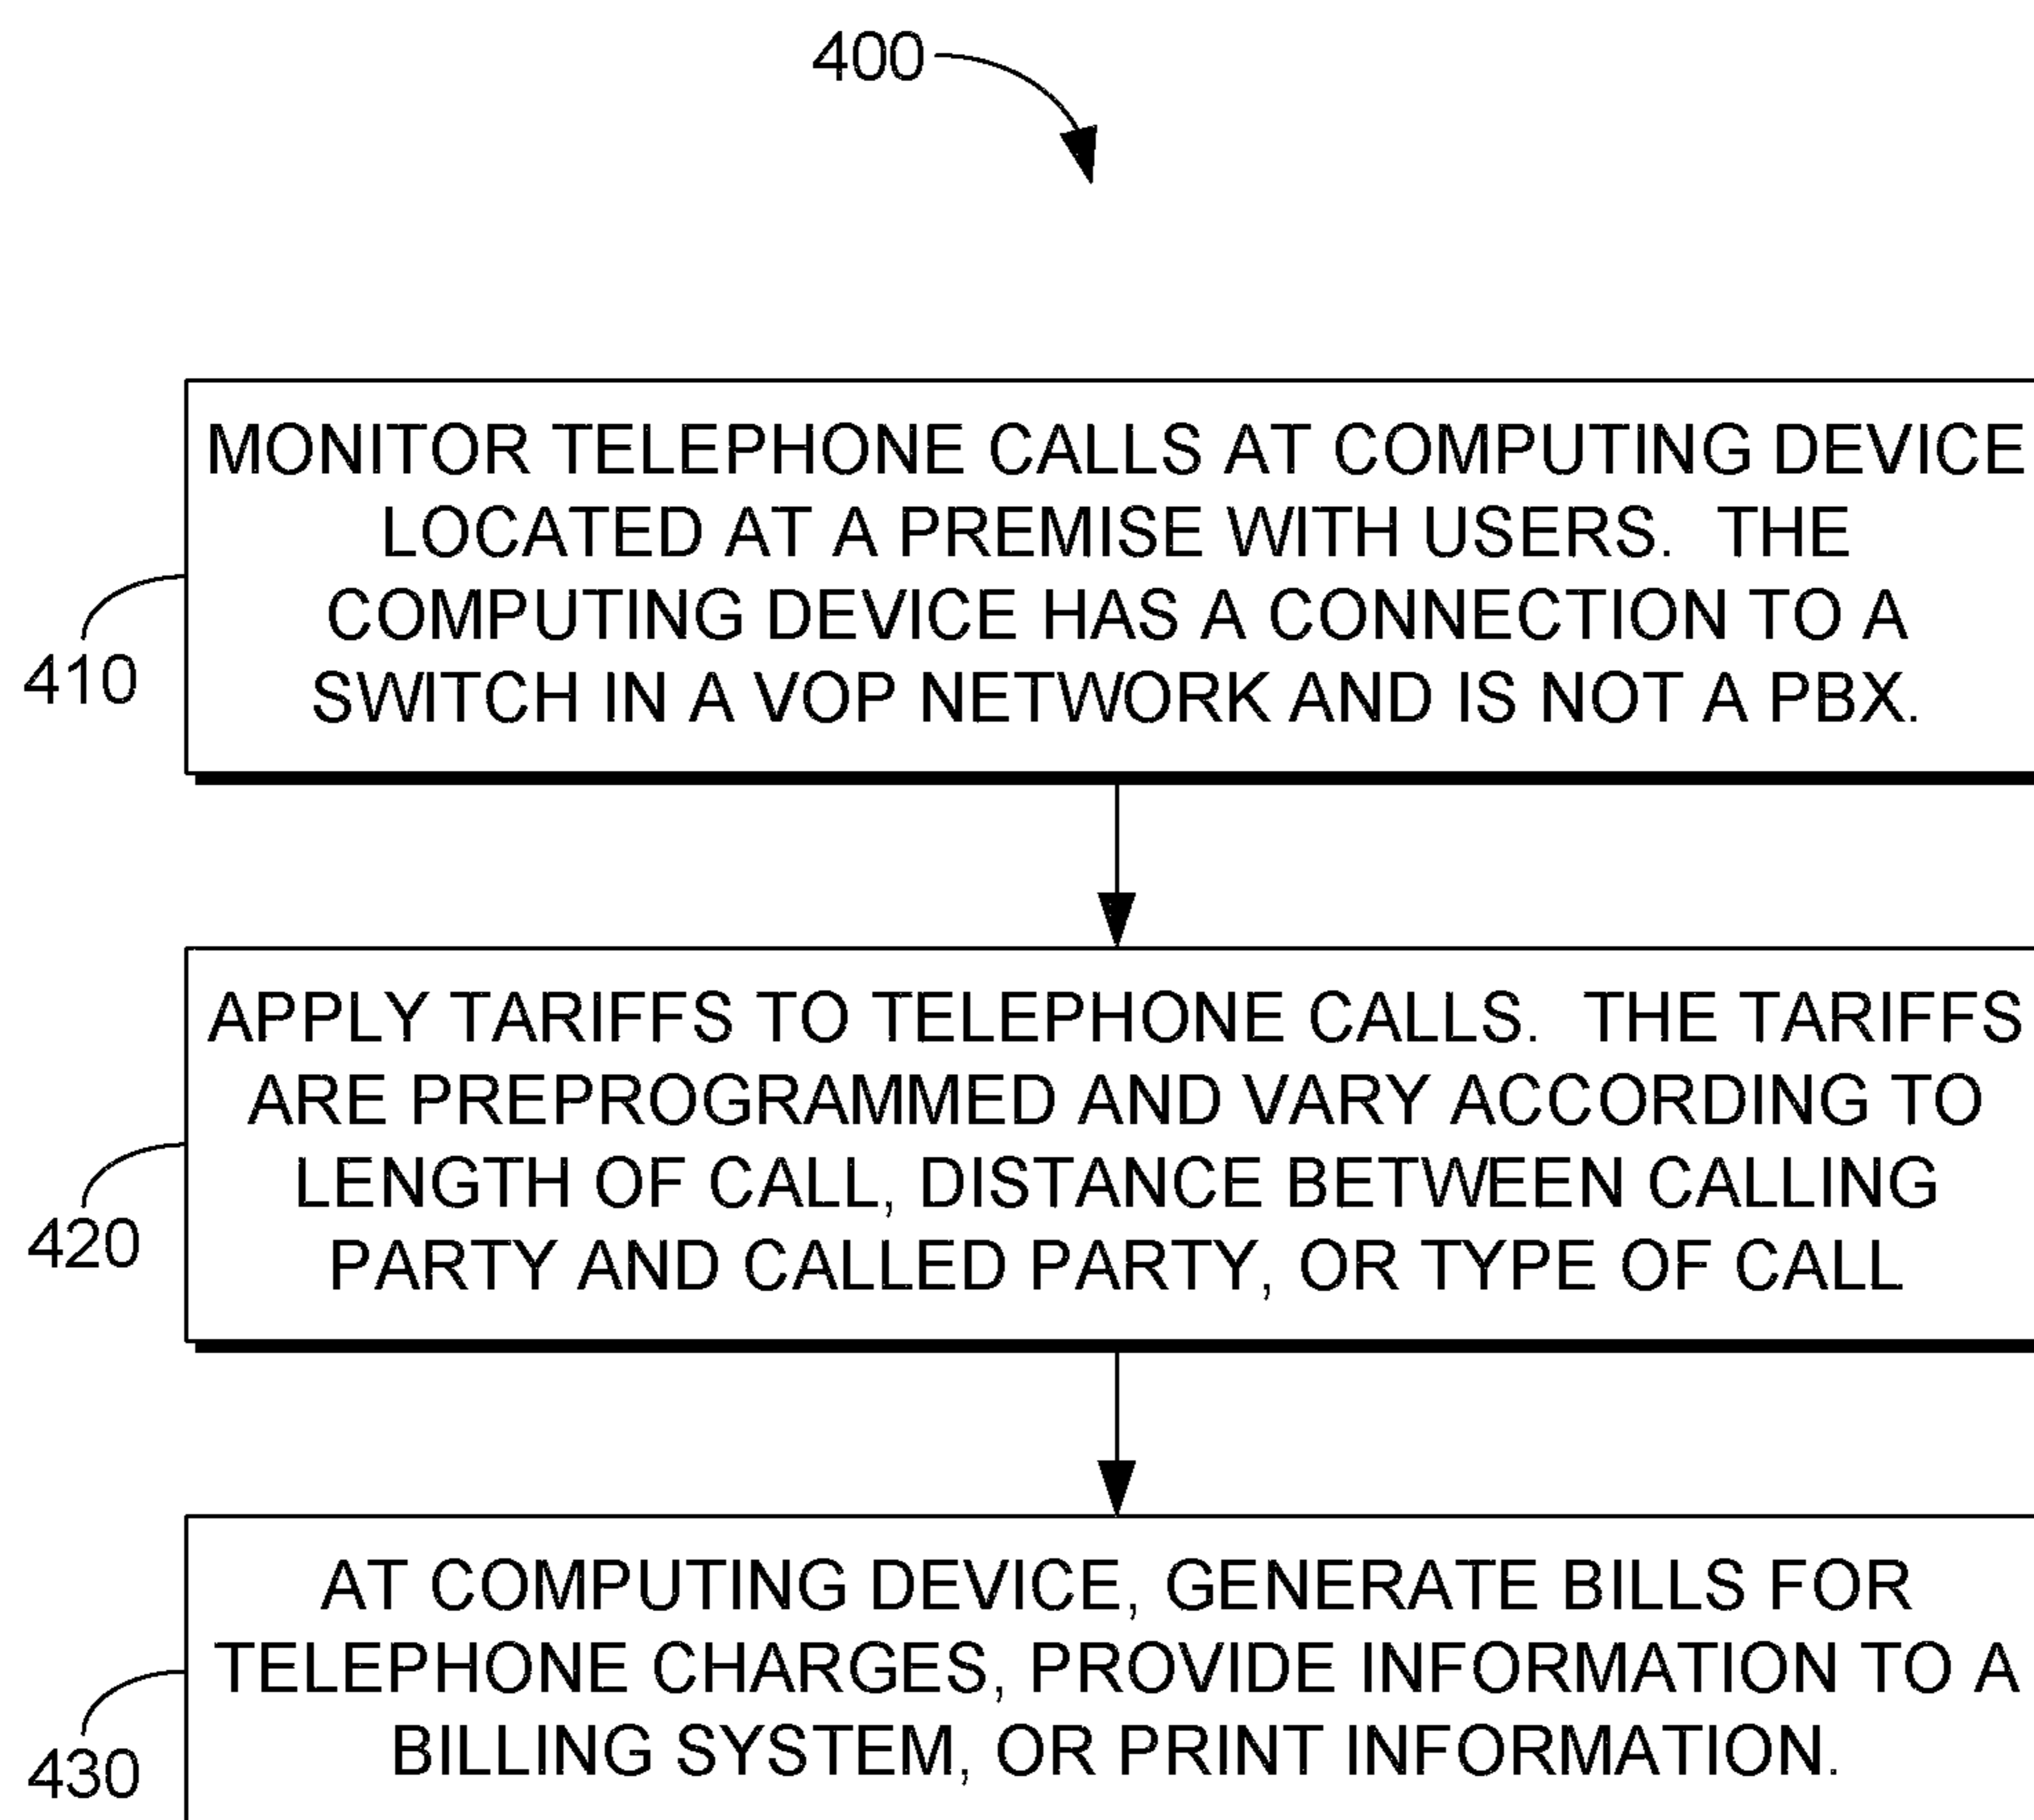 400
MONITOR TELEPHONE CALLS AT COMPUTING DEVICE
LOCATED AT A PREMISE WITH USERS. THE
COMPUTING DEVICE HAS A CONNECTION TO A
SWITCH IN A VOP NETWORK AND IS NOT A PBX.
410
APPLY TARIFFS TO TELEPHONE CALLS. THE TARIFFS
ARE PREPROGRAMMED AND VARY ACCORDING TO
LENGTH OF CALL, DISTANCE BETWEEN CALLING
PARTY AND CALLED PARTY, OR TYPE OF CALL
420
AT COMPUTING DEVICE, GENERATE BILLS FOR
TELEPHONE CHARGES, PROVIDE INFORMATION TO A
BILLING SYSTEM, OR PRINT INFORMATION.
430